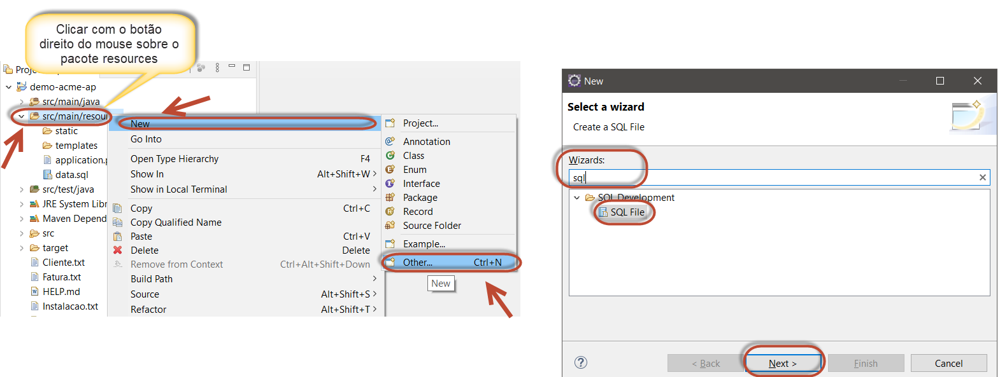 Clicar com o botão
direito do mouse sobre o
pacote resources
demo-acme-ap
src/main/java
src/main/resour
static
templates
application.p
data.sql
src/test/java
JRE System Libr
Maven Depend
src
target
Cliente.txt
Fatura.txt
HELP.md
Instalacao.txt
New
Go Into
Open Type Hierarchy F4
Show In Alt+Shift+W >
Show in Local Terminal >
Copy Ctrl+C
Copy Qualified Name
Paste Ctrl+V
Delete Delete
Remove from Context Ctrl+Alt+Shift+Down
Build Path >
Source Alt+Shift+S >
Refactor Alt+Shift+T >
Project...
Annotation
Class
Enum
Interface
Package
Record
Source Folder
Example...
Other... Ctrl+N
New
New
Select a wizard
Create a SQL File
Wizards:
sql
SQL Development
SQL File
< Back
Next >
Finish
Cancel